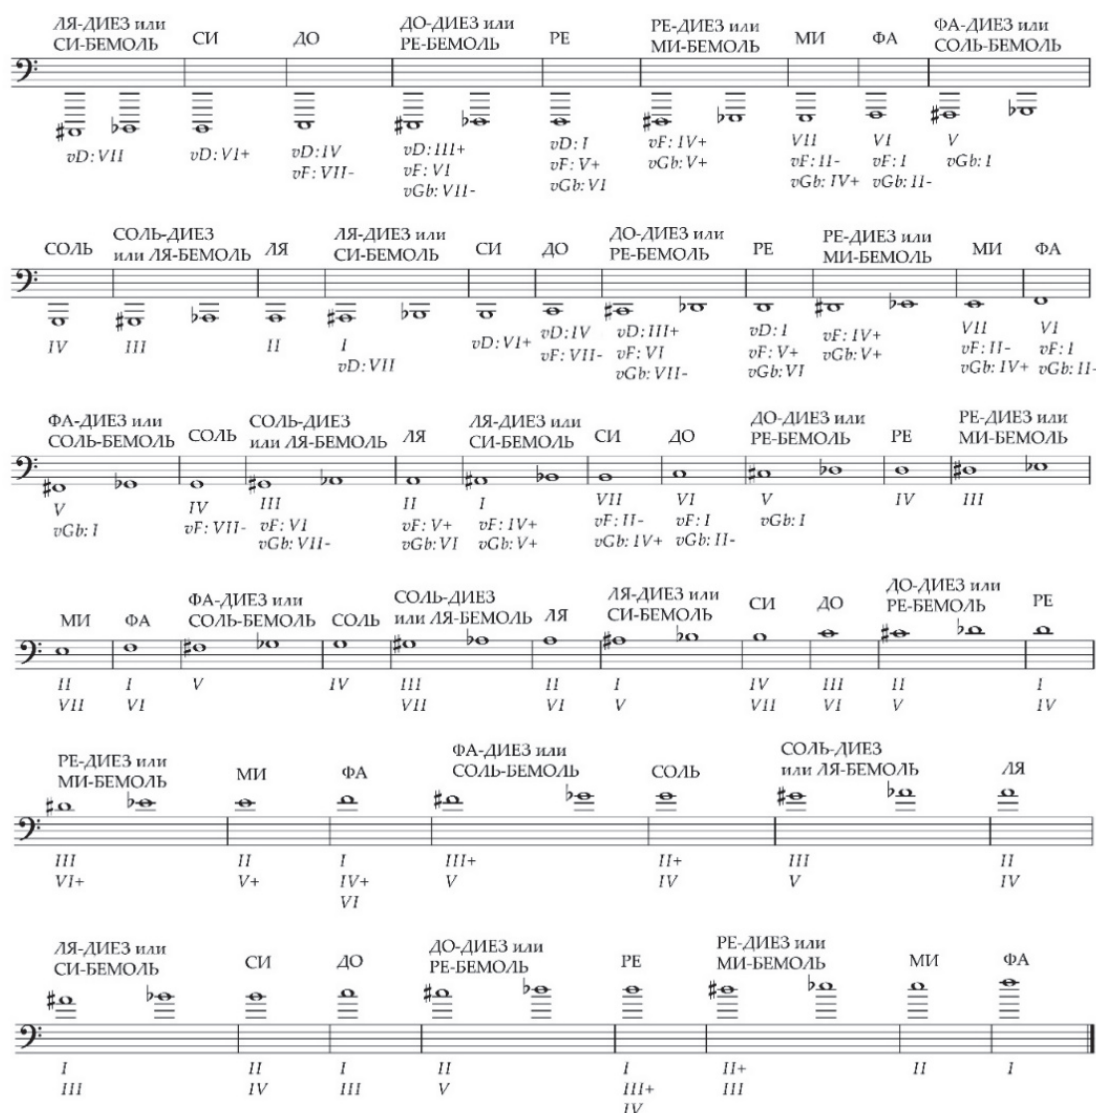 ЛЯ-ДИЕЗ или СИ-БЕМОЛЬ СИ ДО ДО-ДИЕЗ или РЕ-БЕМОЛЬ РЕ РЕ-ДИЕЗ или МИ-БЕМОЛЬ МИ ФА ФА-ДИЕЗ или СОЛЬ-БЕМОЛЬ
vD: VII vD: VI+ vD: IV vD: III+ vD: I vF: IV+ VII VI V
vF: VII- vF: VI vF: V+ vGb: V+ vF: II- vF: I vGb: I
vGb: VII- vGb: VI vGb: IV+ vGb: II-
СОЛЬ СОЛЬ-ДИЕЗ или ЛЯ-БЕМОЛЬ ЛЯ ЛЯ-ДИЕЗ или СИ-БЕМОЛЬ СИ ДО ДО-ДИЕЗ или РЕ-БЕМОЛЬ РЕ РЕ-ДИЕЗ или МИ-БЕМОЛЬ МИ ФА
IV III II I vD: VI+ vD: IV vD: III+ vD: I vF: IV+ VII VI
vD: VII vF: VII- vF: VI vF: V+ vGb: V+ vF: II- vF: I
vGb: VII- vGb: VI vGb: IV+ vGb: II-
ФА-ДИЕЗ или СОЛЬ-БЕМОЛЬ СОЛЬ СОЛЬ-ДИЕЗ или ЛЯ-БЕМОЛЬ ЛЯ ЛЯ-ДИЕЗ или СИ-БЕМОЛЬ СИ ДО ДО-ДИЕЗ или РЕ-БЕМОЛЬ РЕ РЕ-ДИЕЗ или МИ-БЕМОЛЬ
V IV III II I VII VI V IV III
vGb: I vF: VII- vF: VI vF: V+ vF: IV+ vF: II- vF: I vGb: I
vGb: VII- vGb: VI vGb: V+ vGb: IV+ vGb: II-
МИ ФА ФА-ДИЕЗ или СОЛЬ-БЕМОЛЬ СОЛЬ СОЛЬ-ДИЕЗ или ЛЯ-БЕМОЛЬ ЛЯ ЛЯ-ДИЕЗ или СИ-БЕМОЛЬ СИ ДО ДО-ДИЕЗ или РЕ-БЕМОЛЬ РЕ
II I V IV III II I IV III II I
VII VI VII VI V VII VI V IV
РЕ-ДИЕЗ или МИ-БЕМОЛЬ МИ ФА ФА-ДИЕЗ или СОЛЬ-БЕМОЛЬ СОЛЬ СОЛЬ-ДИЕЗ или ЛЯ-БЕМОЛЬ ЛЯ
III II I III+ II+ III II
VI+ V+ IV+ V IV V IV
VI
ЛЯ-ДИЕЗ или СИ-БЕМОЛЬ СИ ДО ДО-ДИЕЗ или РЕ-БЕМОЛЬ РЕ РЕ-ДИЕЗ или МИ-БЕМОЛЬ МИ ФА
I II I II I II+ II I
III IV III V III+ III
IV